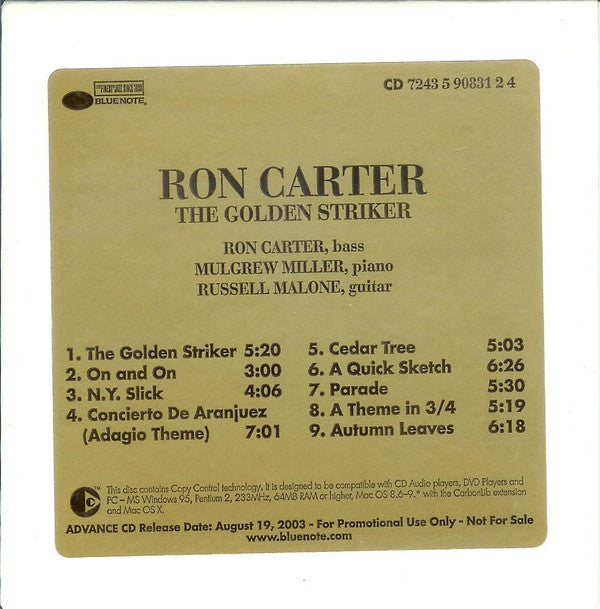 THE FINEST JAZZ SINCE 1939
BLUE NOTE®
CD 7243 5 90831 2 4
RON CARTER
THE GOLDEN STRIKER
RON CARTER, bass
MULGREW MILLER, piano
RUSSELL MALONE, guitar
1. The Golden Striker 5:20
2. On and On 3:00
3. N.Y. Slick 4:06
4. Concierto De Aranjuez
(Adagio Theme) 7:01
5. Cedar Tree 5:03
6. A Quick Sketch 6:26
7. Parade 5:30
8. A Theme in 3/4 5:19
9. Autumn Leaves 6:18
™
This disc contains Copy Control technology. It is designed to be compatible with CD Audio players, DVD Players and
PC – MS Windows 95, Pentium 2, 233MHz, 64MB RAM or higher, Mac OS 8.6–9.* with the CarbonLib extension
and Mac OS X.
ADVANCE CD Release Date: August 19, 2003 - For Promotional Use Only - Not For Sale
www.bluenote.com